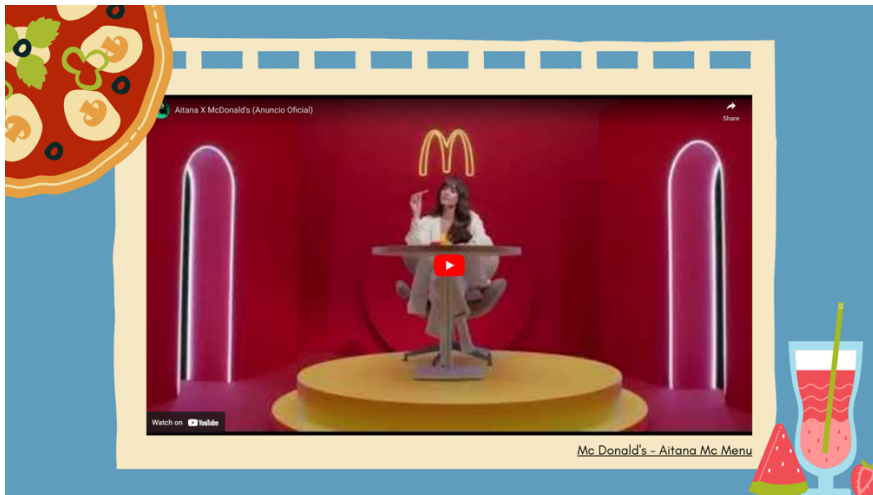 Aitana X McDonald's (Anuncio Oficial)
Share
Watch on YouTube
Mc Donald's - Aitana Mc Menu